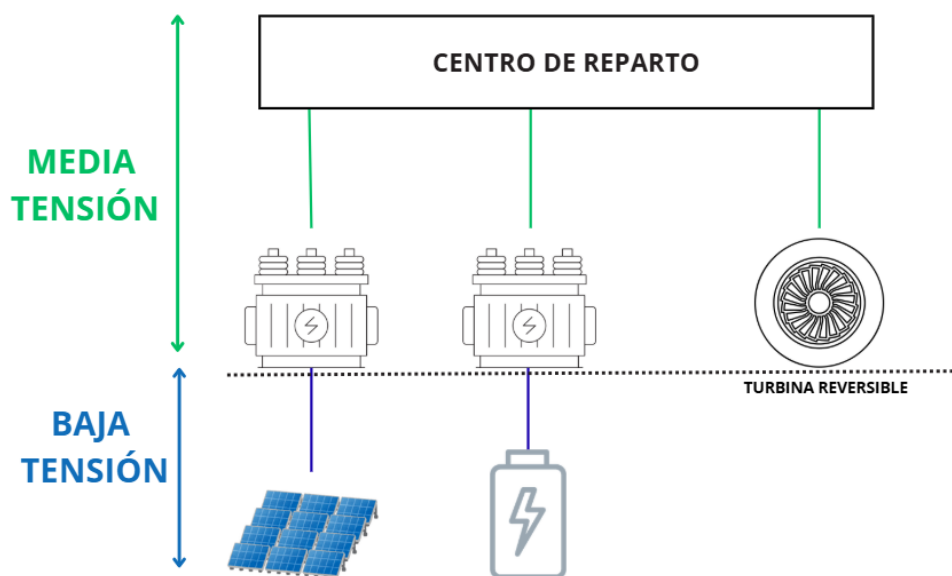 CENTRO DE REPARTO
MEDIA
TENSIÓN
TURBINA REVERSIBLE
BAJA
TENSIÓN